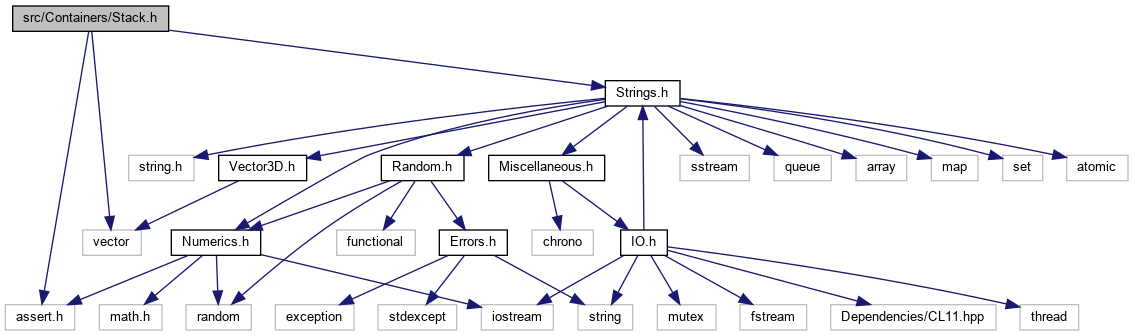 src/Containers/Stack.h
Strings.h
string.h
Vector3D.h
Random.h
Miscellaneous.h
sstream
queue
array
map
set
atomic
vector
Numerics.h
functional
Errors.h
chrono
IO.h
assert.h
math.h
random
exception
stdexcept
iostream
string
mutex
fstream
Dependencies/CL11.hpp
thread